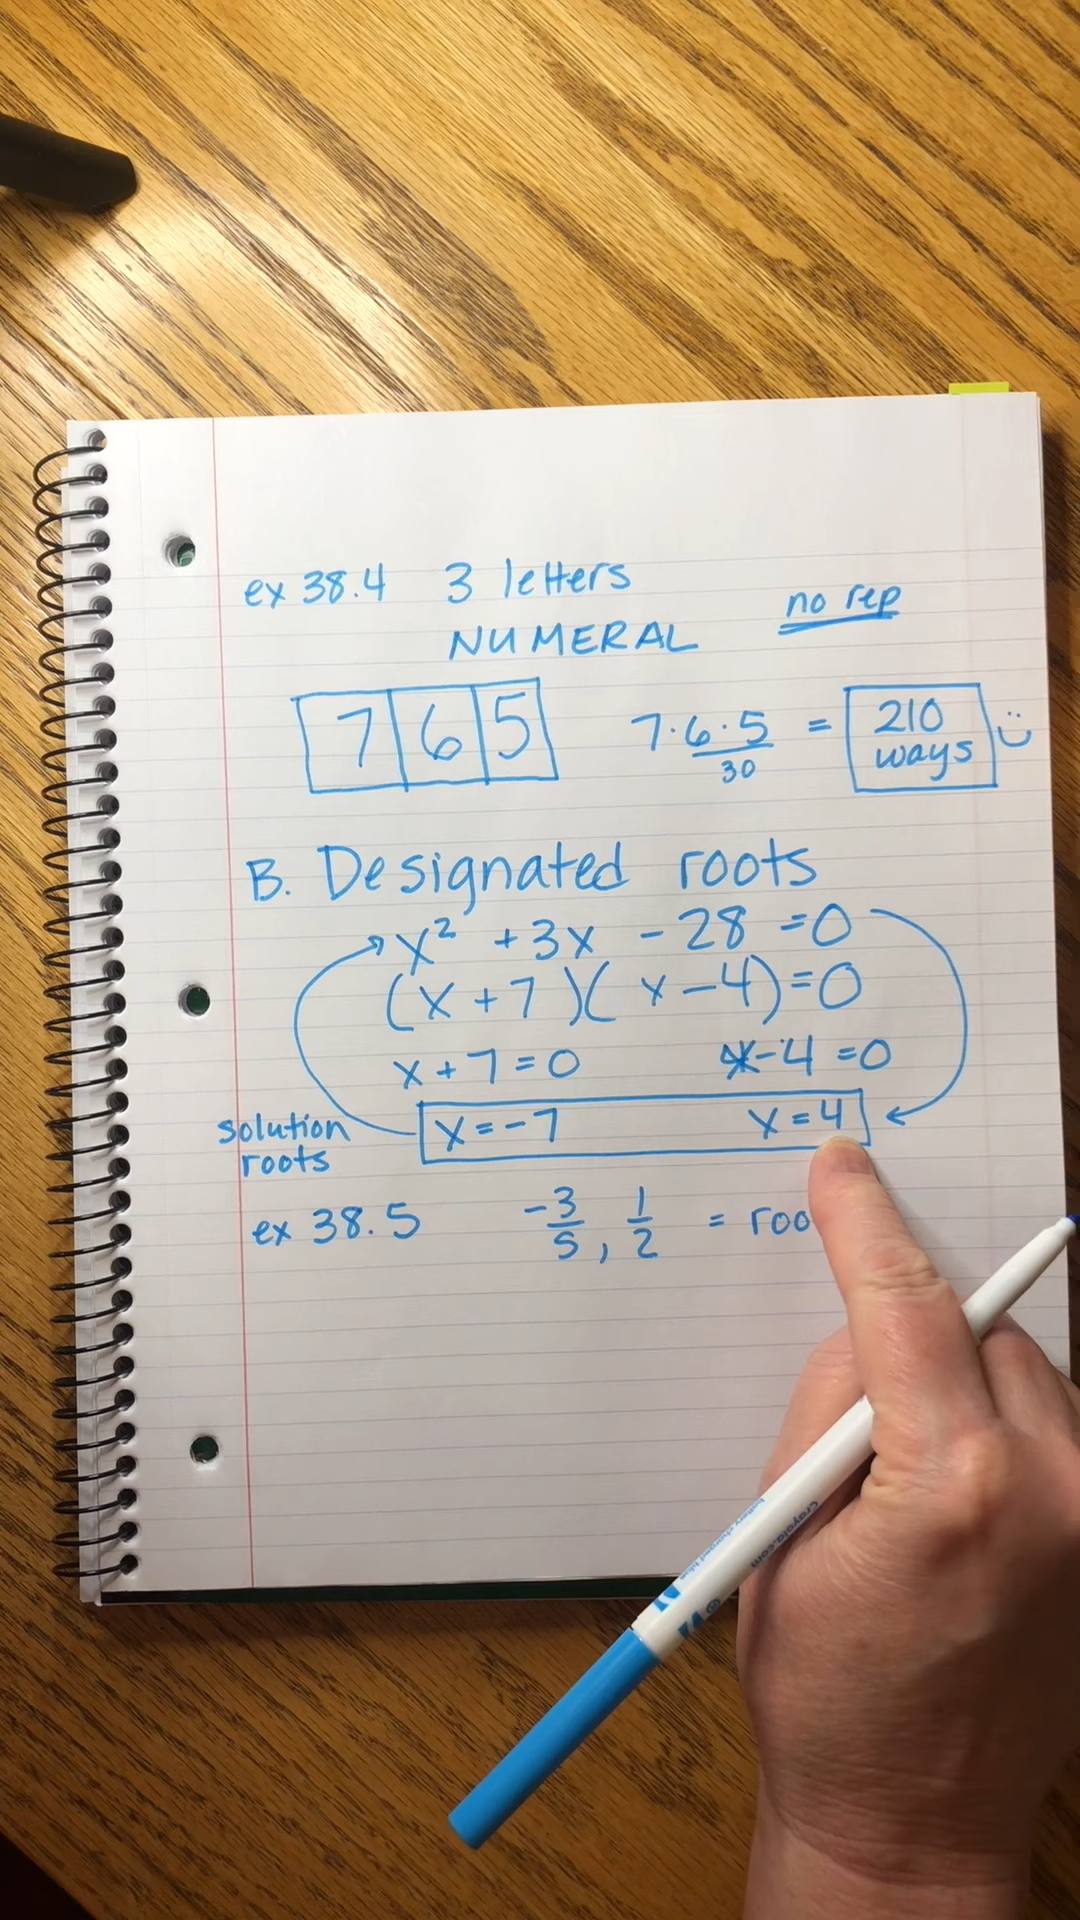 ex 38.4 3 letters
no rep
NUMERAL
7 6 5 7·6·5 = 210 ways
30
B. Designated roots
x² + 3x - 28 = 0
(x + 7)(x - 4) = 0
x + 7 = 0 x - 4 = 0
solution roots x = -7 x = 4
ex 38.5 -3/5, 1/2 =
Crayola.com